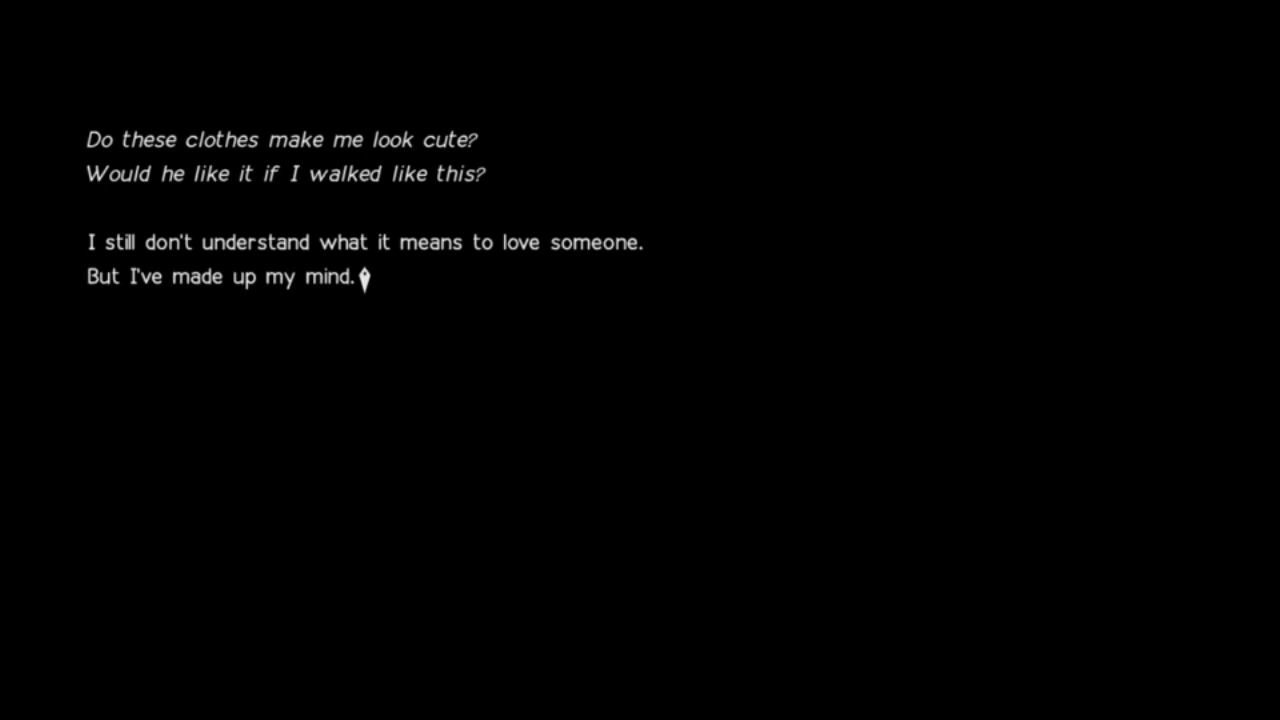 Do these clothes make me look cute?
Would he like it if I walked like this?
I still don't understand what it means to love someone.
But I've made up my mind.